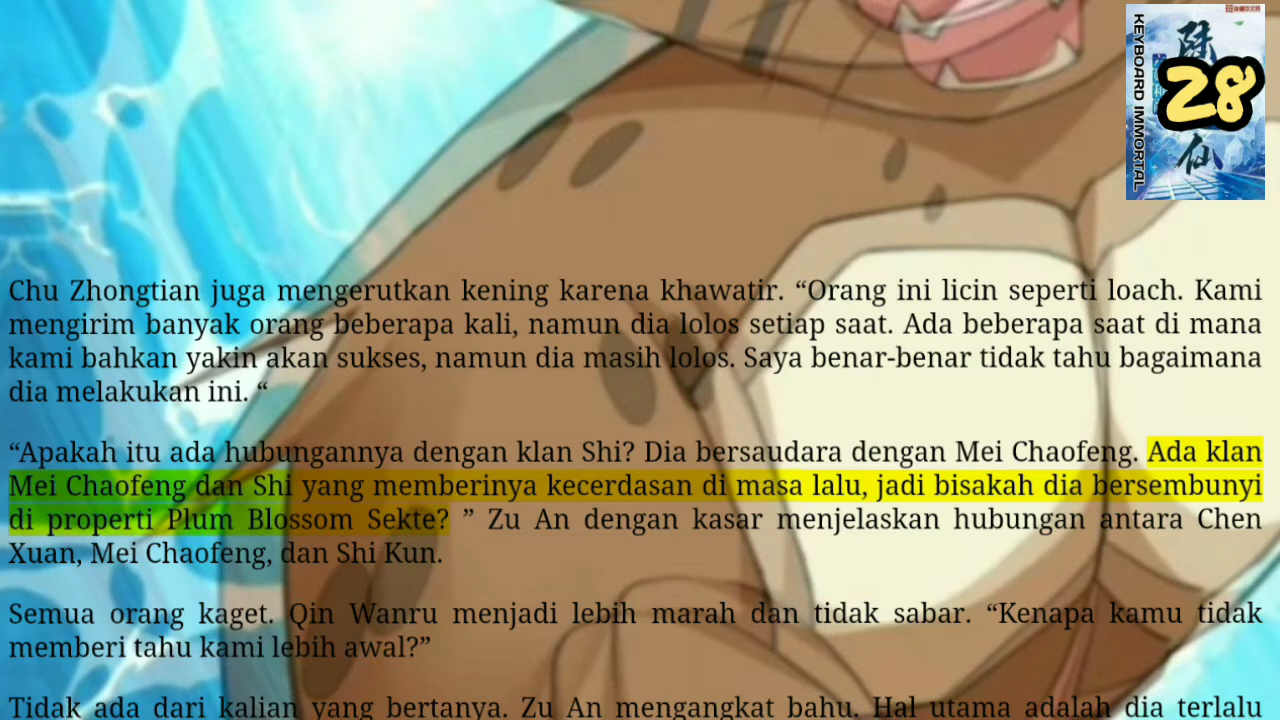 KEYBOARD IMMORTAL
28
仙
Chu Zhongtian juga mengerutkan kening karena khawatir. “Orang ini licin seperti loach. Kami
mengirim banyak orang beberapa kali, namun dia lolos setiap saat. Ada beberapa saat di mana
kami bahkan yakin akan sukses, namun dia masih lolos. Saya benar-benar tidak tahu bagaimana
dia melakukan ini. “
“Apakah itu ada hubungannya dengan klan Shi? Dia bersaudara dengan Mei Chaofeng. Ada klan
Mei Chaofeng dan Shi yang memberinya kecerdasan di masa lalu, jadi bisakah dia bersembunyi
di properti Plum Blossom Sekte? ” Zu An dengan kasar menjelaskan hubungan antara Chen
Xuan, Mei Chaofeng, dan Shi Kun.
Semua orang kaget. Qin Wanru menjadi lebih marah dan tidak sabar. “Kenapa kamu tidak
memberi tahu kami lebih awal?”
Tidak ada dari kalian yang bertanya. Zu An mengangkat bahu. Hal utama adalah dia terlalu